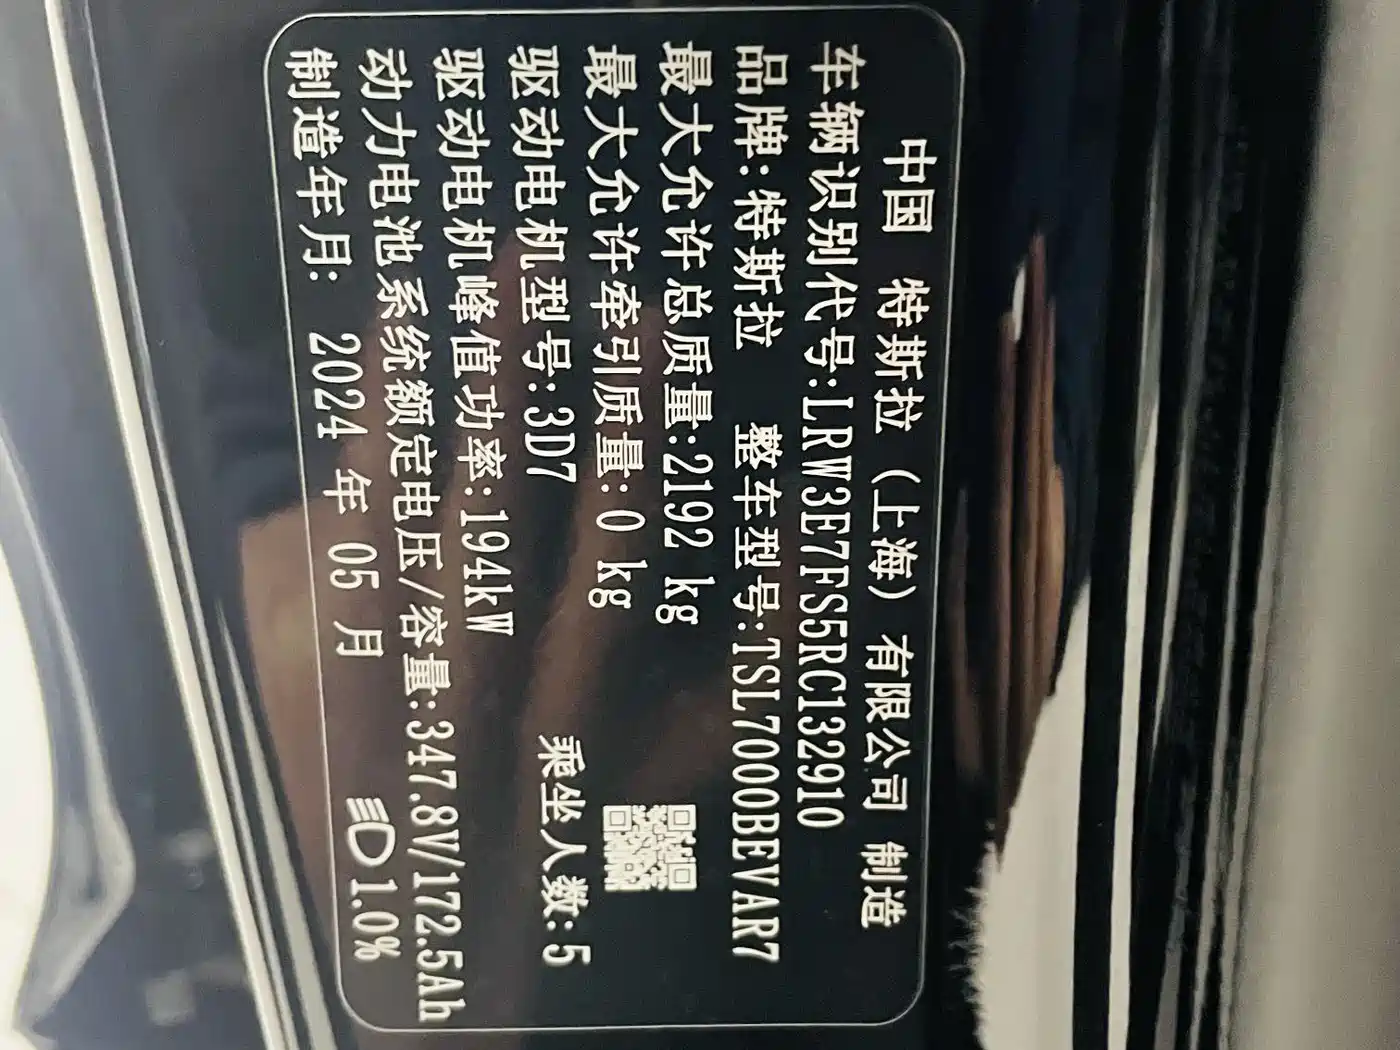 中国 特斯拉（上海）有限公司 制造
车辆识别代号:LRW3E7FS5RC132910
品牌:特斯拉 整车型号:TSL7000BEVAR7
最大允许总质量:2192 kg
最大允许牵引质量: 0 kg
驱动电机型号:3D7 乘坐人数: 5
驱动电机峰值功率:194kW
动力电池系统额定电压/容量:347.8V/172.5Ah
制造年月: 2024 年 05 月 1.0%